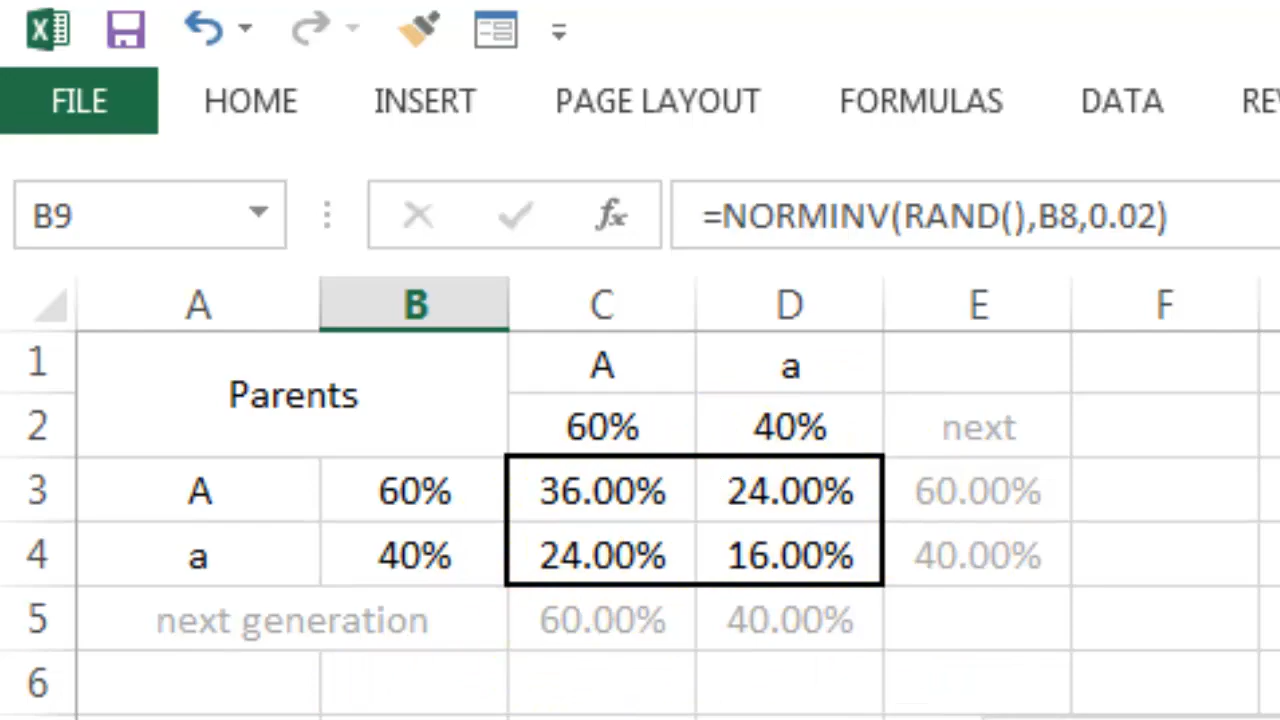 FILE HOME INSERT PAGE LAYOUT FORMULAS DATA
B9 fx =NORMINV(RAND(),B8,0.02)
A B C D E F
1 A a
Parents
2 60% 40% next
3 A 60% 36.00% 24.00% 60.00%
4 a 40% 24.00% 16.00% 40.00%
5 next generation 60.00% 40.00%
6